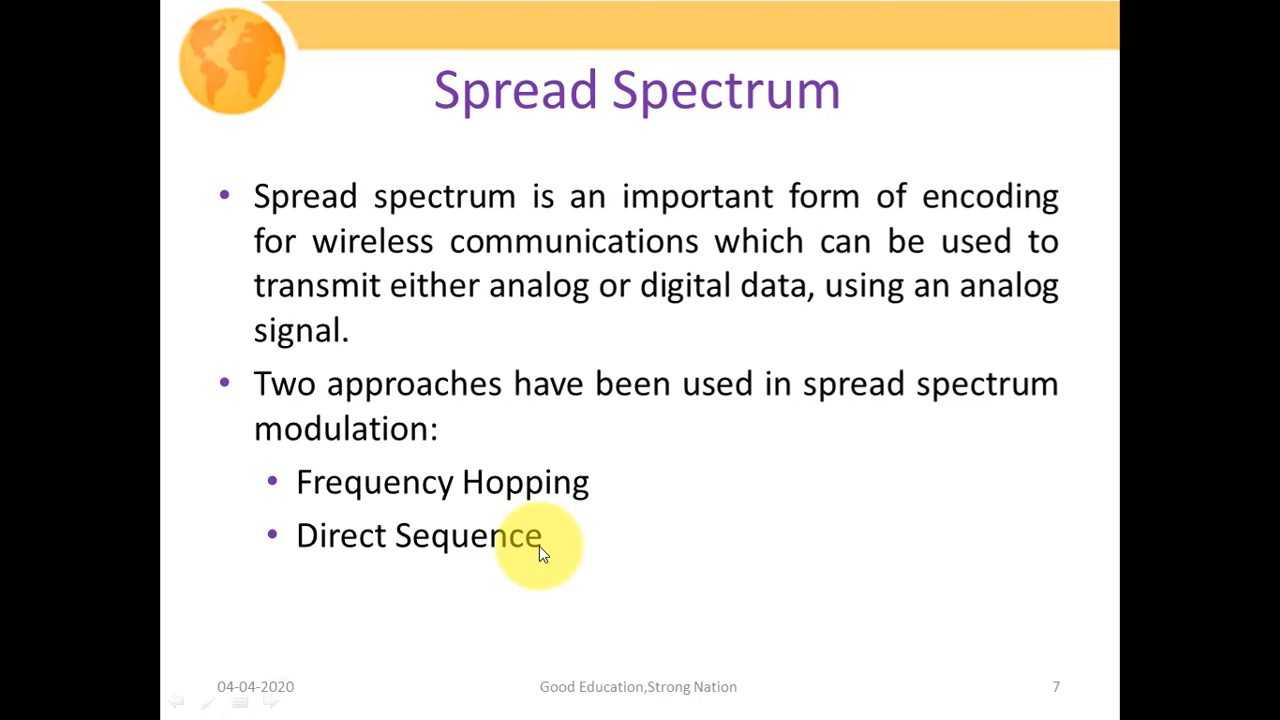 Spread Spectrum
• Spread spectrum is an important form of encoding
for wireless communications which can be used to
transmit either analog or digital data, using an analog
signal.
• Two approaches have been used in spread spectrum
modulation:
• Frequency Hopping
• Direct Sequence
04-04-2020 Good Education,Strong Nation 7